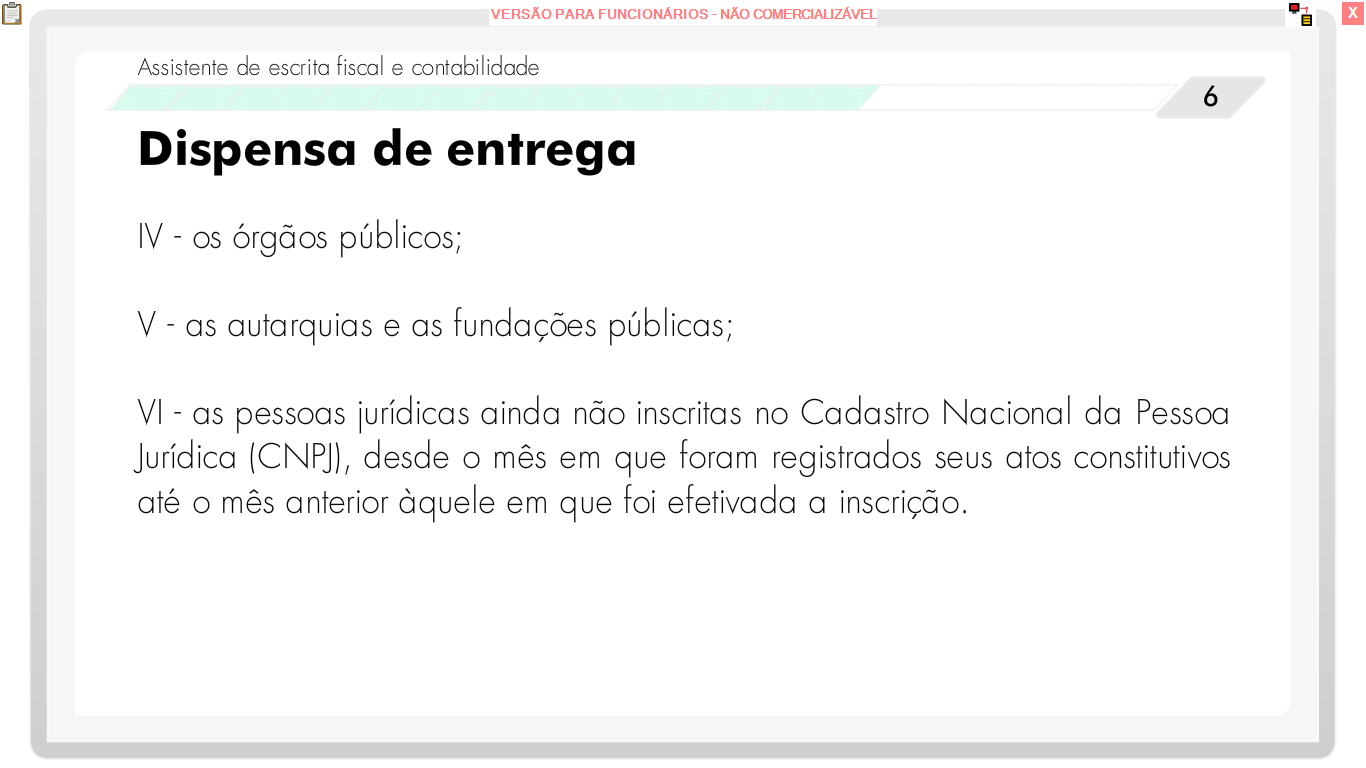 VERSÃO PARA FUNCIONÁRIOS - NÃO COMERCIALIZÁVEL
X
Assistente de escrita fiscal e contabilidade
6
Dispensa de entrega
IV - os órgãos públicos;
V - as autarquias e as fundações públicas;
VI - as pessoas jurídicas ainda não inscritas no Cadastro Nacional da Pessoa
Jurídica (CNPJ), desde o mês em que foram registrados seus atos constitutivos
até o mês anterior àquele em que foi efetivada a inscrição.